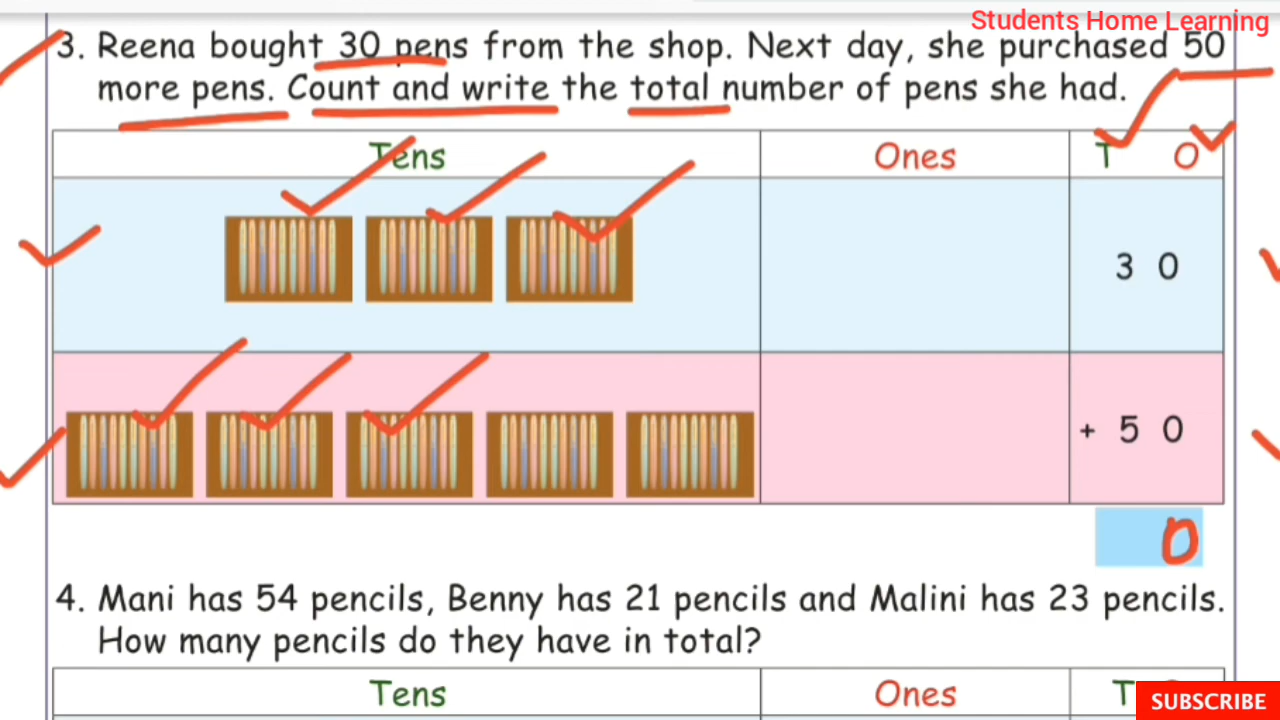 Students Home Learning
3. Reena bought 30 pens from the shop. Next day, she purchased 50
more pens. Count and write the total number of pens she had.
Tens Ones T O
3 0
+ 5 0
0
4. Mani has 54 pencils, Benny has 21 pencils and Malini has 23 pencils.
How many pencils do they have in total?
Tens Ones T
SUBSCRIBE